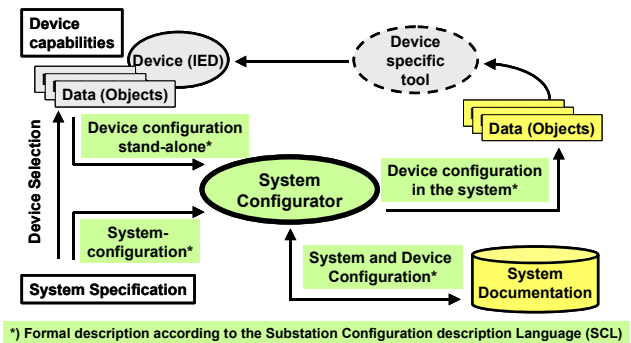 Device
capabilities
Device (IED)
Data (Objects)
Device
specific
tool
Data (Objects)
Device configuration
stand-alone*
Device Selection
System
Configurator
Device configuration
in the system*
System-
configuration*
System and Device
Configuration*
System
Documentation
System Specification
*) Formal description according to the Substation Configuration description Language (SCL)